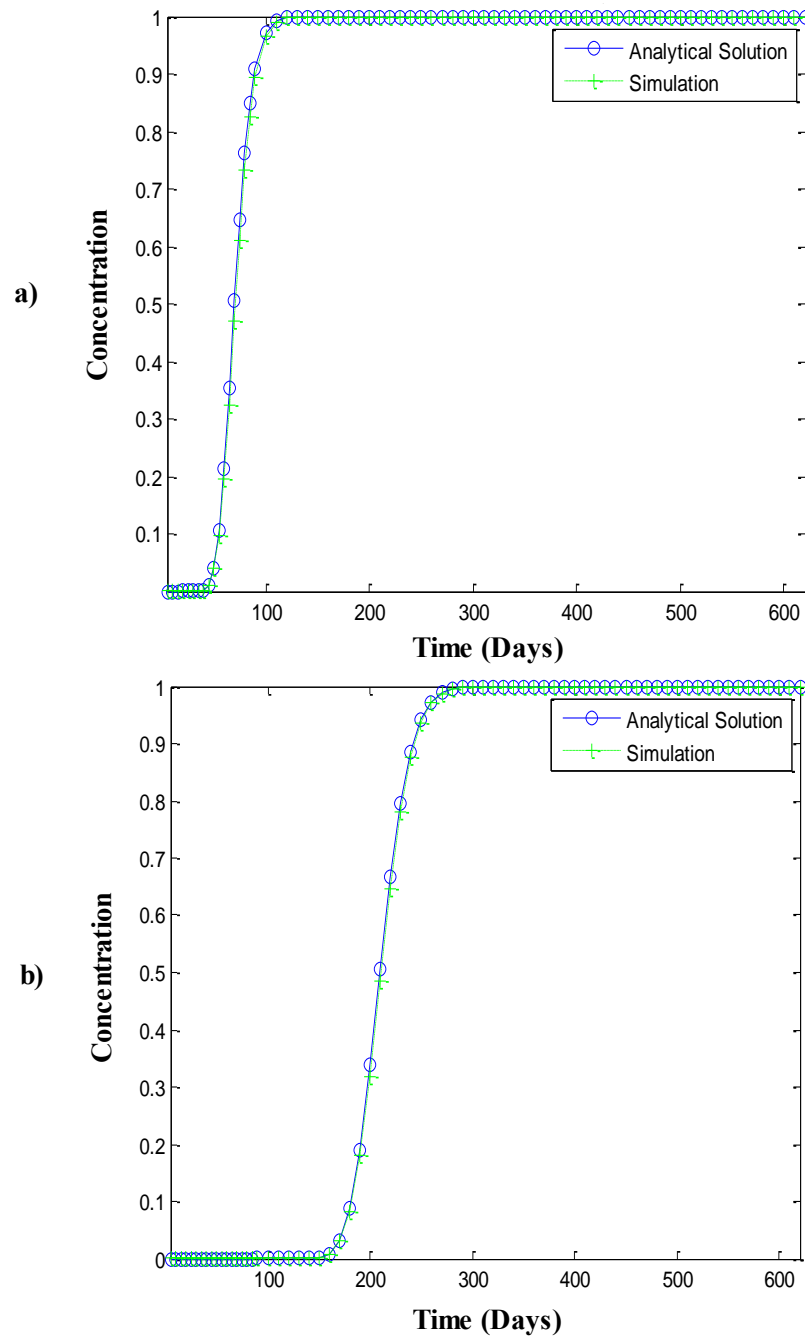 1
0.9
0.8
0.7
0.6
0.5
0.4
0.3
0.2
0.1
Concentration
a)
Analytical Solution
Simulation
100 200 300 400 500 600
Time (Days)
1
0.9
0.8
0.7
0.6
0.5
0.4
0.3
0.2
0.1
0
Concentration
b)
Analytical Solution
Simulation
100 200 300 400 500 600
Time (Days)